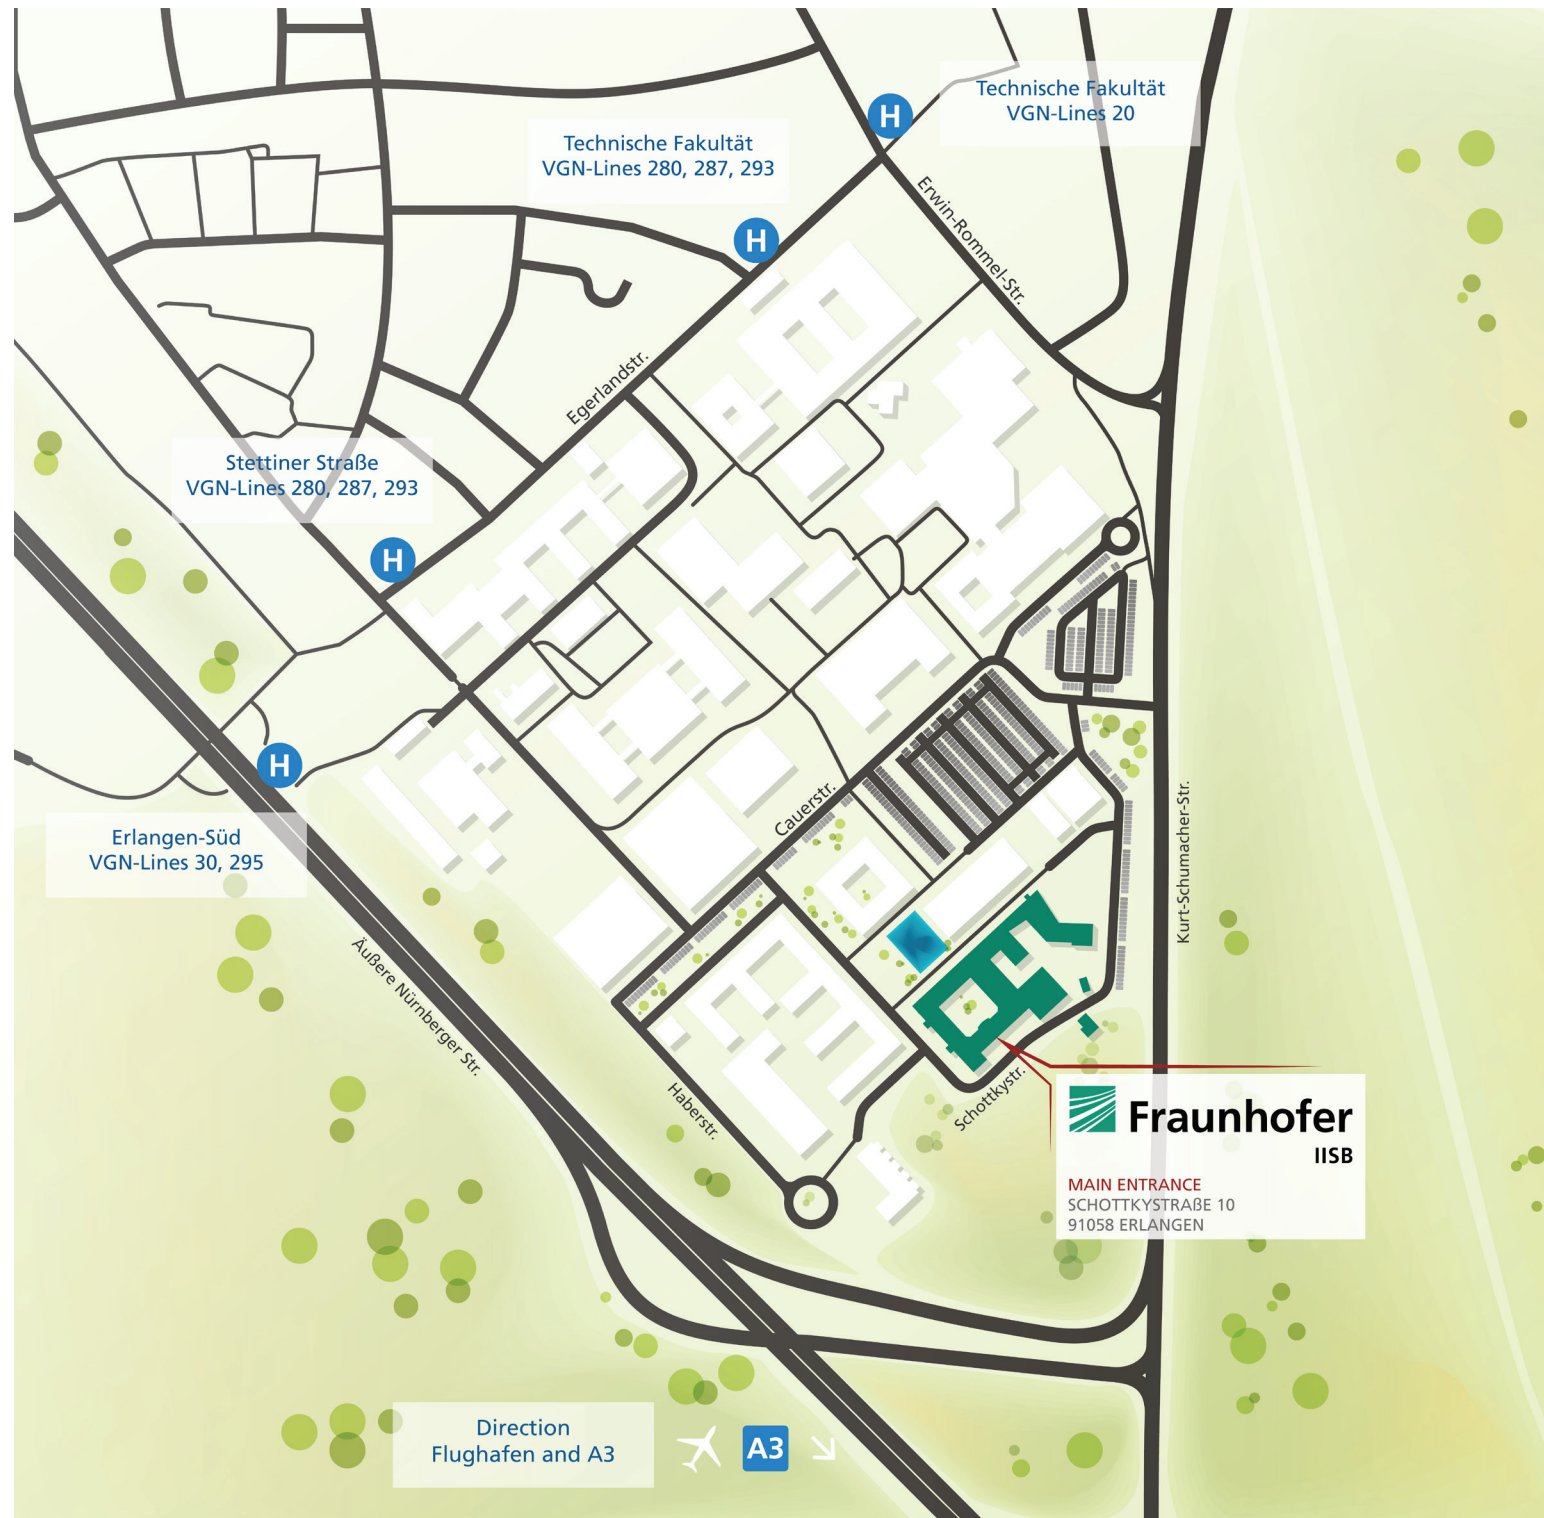 Technische Fakultät
VGN-Lines 20
H
Technische Fakultät
VGN-Lines 280, 287, 293
H
Erwin-Rommel-Str.
Egerlandstr.
Stettiner Straße
VGN-Lines 280, 287, 293
H
H
Erlangen-Süd
VGN-Lines 30, 295
Cauerstr.
Kurt-Schumacher-Str.
Äußere Nürnberger Str.
Haberstr.
Schottkystr.
Fraunhofer
IISB
MAIN ENTRANCE
SCHOTTKYSTRAßE 10
91058 ERLANGEN
Direction
Flughafen and A3
A3